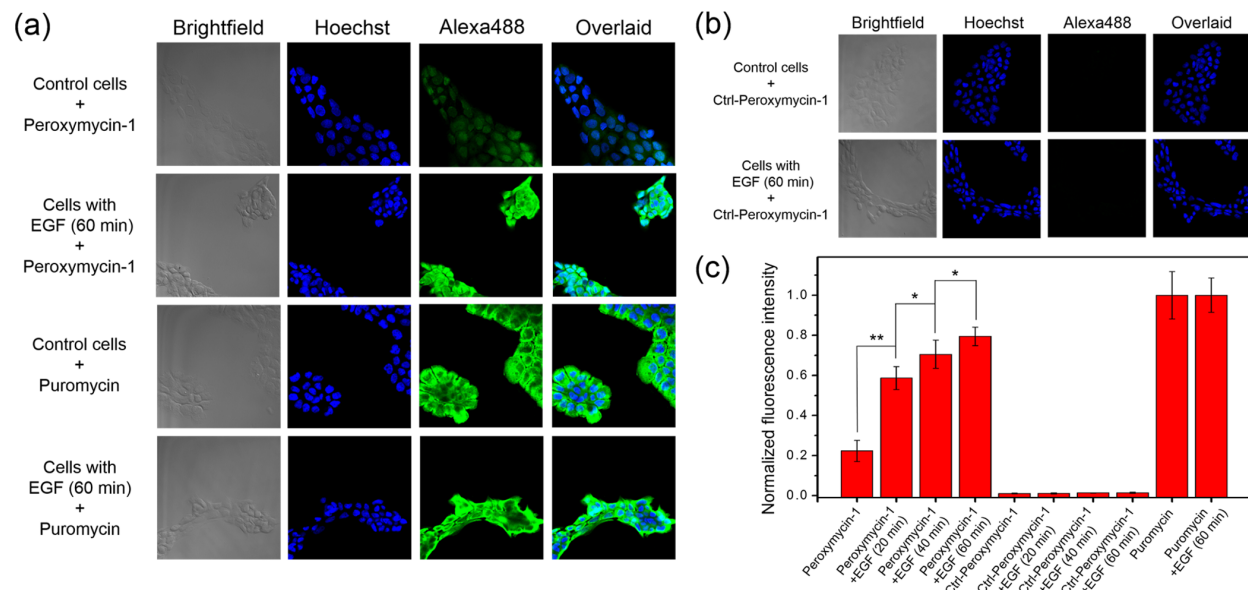 (a)
Brightfield Hoechst Alexa488 Overlaid
Control cells
+
Peroxymycin-1
Cells with
EGF (60 min)
+
Peroxymycin-1
Control cells
+
Puromycin
Cells with
EGF (60 min)
+
Puromycin
(b)
Brightfield Hoechst Alexa488 Overlaid
Control cells
+
Ctrl-Peroxymycin-1
Cells with
EGF (60 min)
+
Ctrl-Peroxymycin-1
(c)
Normalized fluorescence intensity
1.0
0.8
0.6
0.4
0.2
0.0
**
*
*
Peroxymycin-1
Peroxymycin-1
+EGF (20 min)
Peroxymycin-1
+EGF (40 min)
Peroxymycin-1
+EGF (60 min)
Ctrl-Peroxymycin-1
Ctrl-Peroxymycin-1
+EGF (20 min)
Ctrl-Peroxymycin-1
+EGF (40 min)
Ctrl-Peroxymycin-1
+EGF (60 min)
Puromycin
Puromycin
+EGF (60 min)